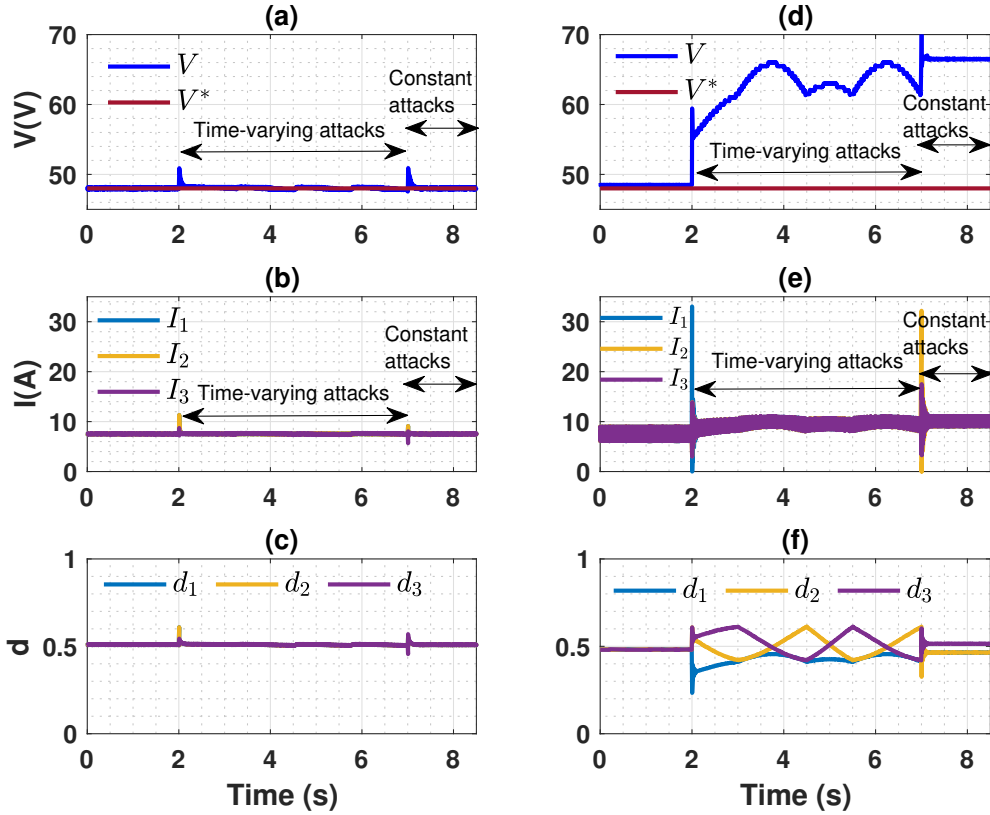 (a)
V(V)
70
60
50
V
V*
Constant
attacks
Time-varying attacks
0 2 4 6 8
(d)
70
60
50
V
V*
Constant
attacks
Time-varying attacks
0 2 4 6 8
(b)
I(A)
30
20
10
0
I₁
I₂
I₃
Constant
attacks
Time-varying attacks
0 2 4 6 8
(e)
30
20
10
0
I₁
I₂
I₃
Constant
attacks
Time-varying attacks
0 2 4 6 8
(c)
d
1
0.5
0
d₁ d₂ d₃
0 2 4 6 8
Time (s)
(f)
1
0.5
0
d₁ d₂ d₃
0 2 4 6 8
Time (s)